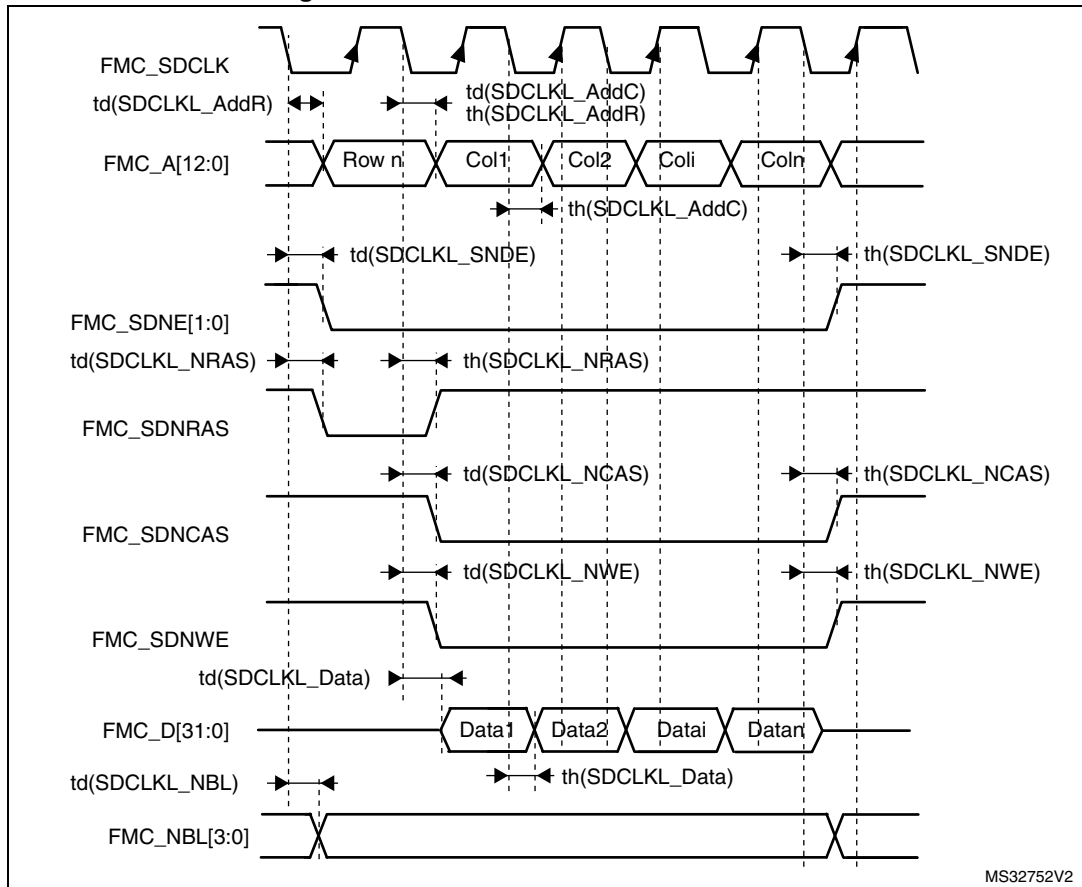 FMC_SDCLK
td(SDCLKL_AddR)
td(SDCLKL_AddC)
th(SDCLKL_AddR)
FMC_A[12:0]
Row n
Col1
Col2
Coli
Coln
th(SDCLKL_AddC)
td(SDCLKL_SNDE)
th(SDCLKL_SNDE)
FMC_SDNE[1:0]
td(SDCLKL_NRAS)
th(SDCLKL_NRAS)
FMC_SDNRAS
td(SDCLKL_NCAS)
th(SDCLKL_NCAS)
FMC_SDNCAS
td(SDCLKL_NWE)
th(SDCLKL_NWE)
FMC_SDNWE
td(SDCLKL_Data)
FMC_D[31:0]
Data1
Data2
Datai
Datan
th(SDCLKL_Data)
td(SDCLKL_NBL)
FMC_NBL[3:0]
MS32752V2